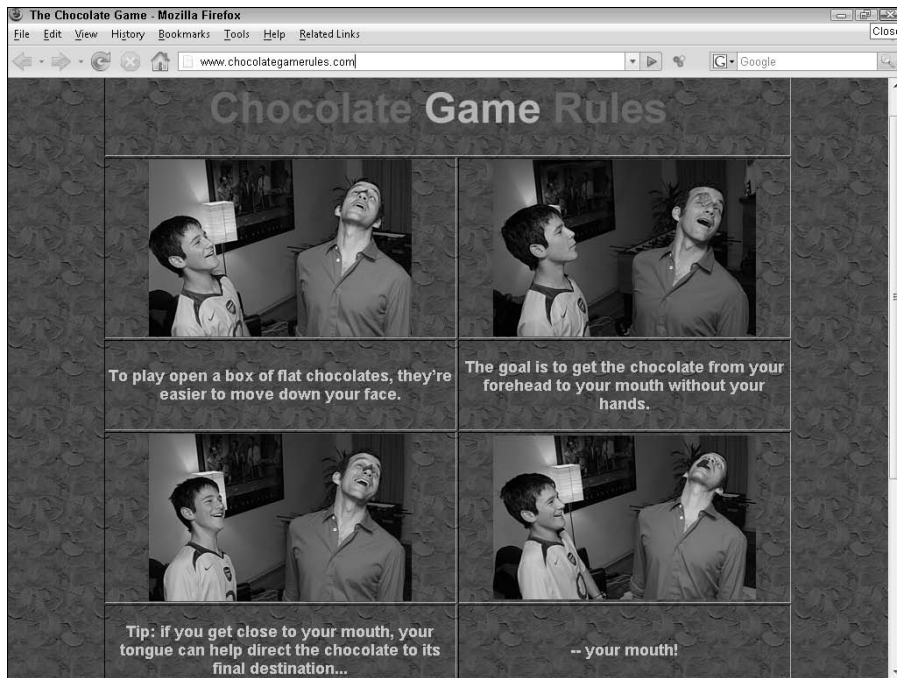 The Chocolate Game - Mozilla Firefox
File Edit View History Bookmarks Tools Help Related Links
Close
www.chocolategamerules.com
G
Google
Chocolate Game Rules
To play open a box of flat chocolates, they're
easier to move down your face.
The goal is to get the chocolate from your
forehead to your mouth without your
hands.
Tip: if you get close to your mouth, your
tongue can help direct the chocolate to its
final destination...
-- your mouth!